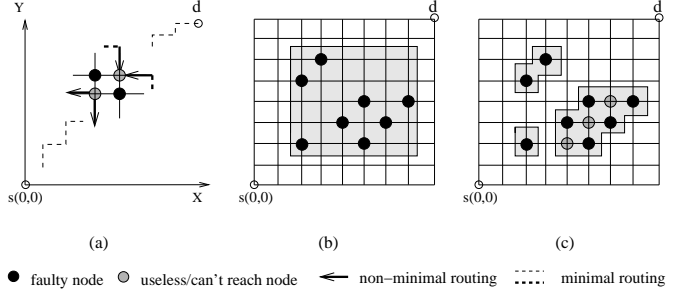 Y
d
d
d
s(0,0)
X
s(0,0)
s(0,0)
(a)
(b)
(c)
faulty node
useless/can't reach node
non−minimal routing
minimal routing